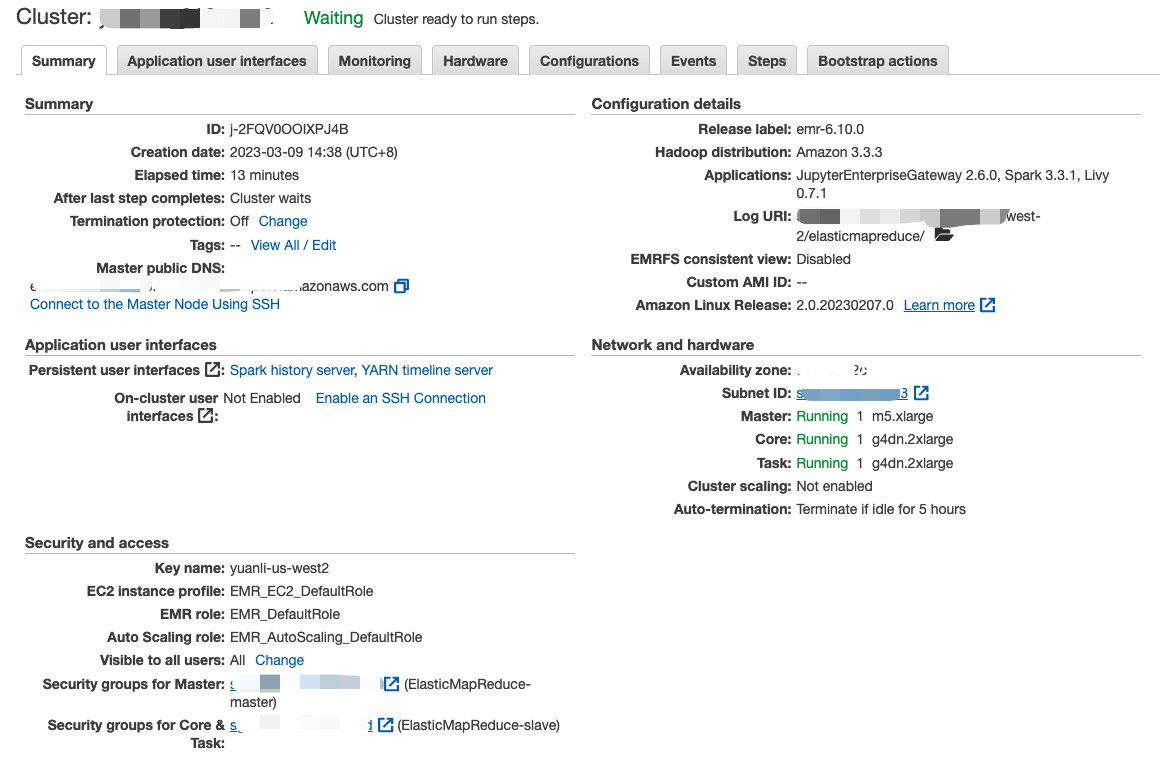 Cluster: Waiting Cluster ready to run steps.
Summary Application user interfaces Monitoring Hardware Configurations Events Steps Bootstrap actions
Summary
ID: j-2FQV0OOIXPJ4B
Creation date: 2023-03-09 14:38 (UTC+8)
Elapsed time: 13 minutes
After last step completes: Cluster waits
Termination protection: Off Change
Tags: -- View All / Edit
Master public DNS:
amazonaws.com
Connect to the Master Node Using SSH
Configuration details
Release label: emr-6.10.0
Hadoop distribution: Amazon 3.3.3
Applications: JupyterEnterpriseGateway 2.6.0, Spark 3.3.1, Livy
0.7.1
Log URI: west-
2/elasticmapreduce/
EMRFS consistent view: Disabled
Custom AMI ID: --
Amazon Linux Release: 2.0.20230207.0 Learn more
Application user interfaces
Persistent user interfaces : Spark history server, YARN timeline server
On-cluster user Not Enabled Enable an SSH Connection
interfaces :
Network and hardware
Availability zone:
Subnet ID:
Master: Running 1 m5.xlarge
Core: Running 1 g4dn.2xlarge
Task: Running 1 g4dn.2xlarge
Cluster scaling: Not enabled
Auto-termination: Terminate if idle for 5 hours
Security and access
Key name: yuanli-us-west2
EC2 instance profile: EMR_EC2_DefaultRole
EMR role: EMR_DefaultRole
Auto Scaling role: EMR_AutoScaling_DefaultRole
Visible to all users: All Change
Security groups for Master: (ElasticMapReduce-
master)
Security groups for Core & (ElasticMapReduce-slave)
Task: